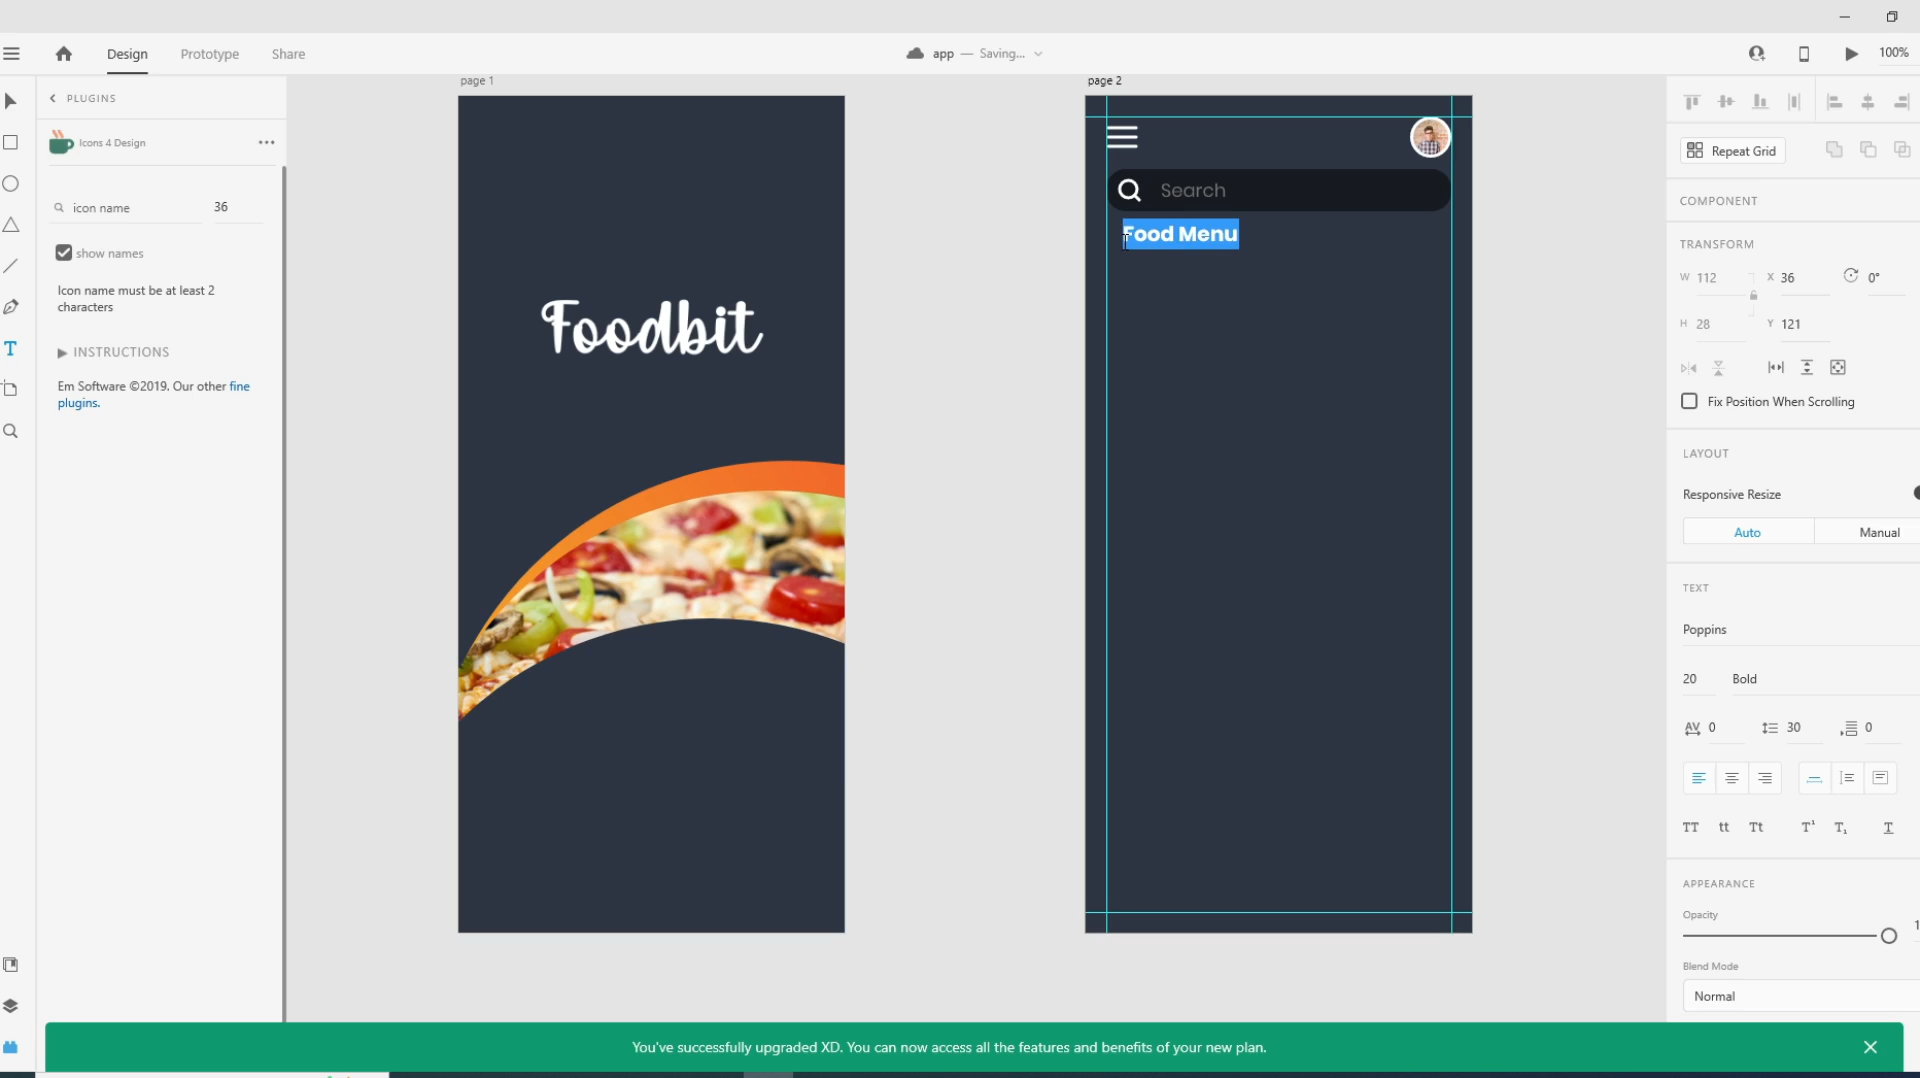 Design
Prototype
Share
app — Saving...
100%
PLUGINS
Icons 4 Design
icon name
36
show names
Icon name must be at least 2
characters
INSTRUCTIONS
Em Software ©2019. Our other fine
plugins.
page 1
Foodbit
page 2
Search
Food Menu
Repeat Grid
COMPONENT
TRANSFORM
W 112
X 36
0°
H 28
Y 121
Fix Position When Scrolling
LAYOUT
Responsive Resize
Auto
Manual
TEXT
Poppins
20
Bold
AV 0
30
0
TT tt Tt T¹ T₁ T
APPEARANCE
Opacity
Blend Mode
Normal
You've successfully upgraded XD. You can now access all the features and benefits of your new plan.